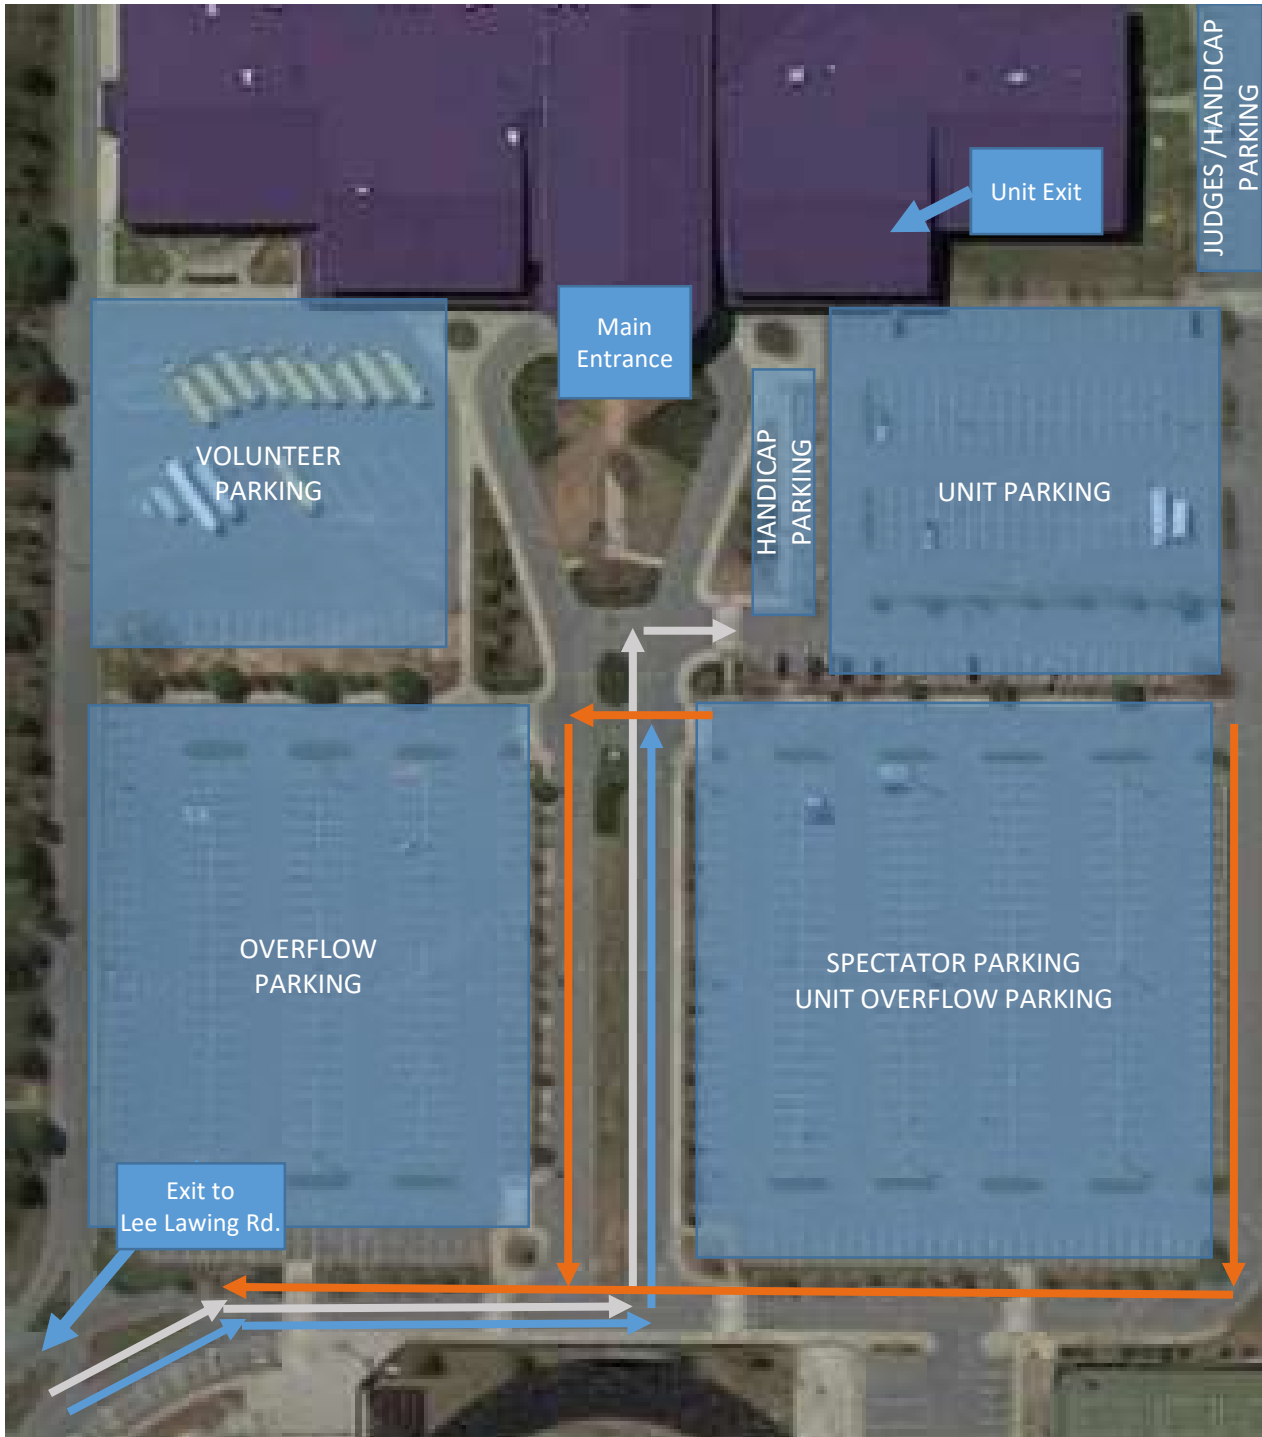 JUDGES /HANDICAP
PARKING
Unit Exit
Main
Entrance
VOLUNTEER
PARKING
HANDICAP
PARKING
UNIT PARKING
OVERFLOW
PARKING
SPECTATOR PARKING
UNIT OVERFLOW PARKING
Exit to
Lee Lawing Rd.